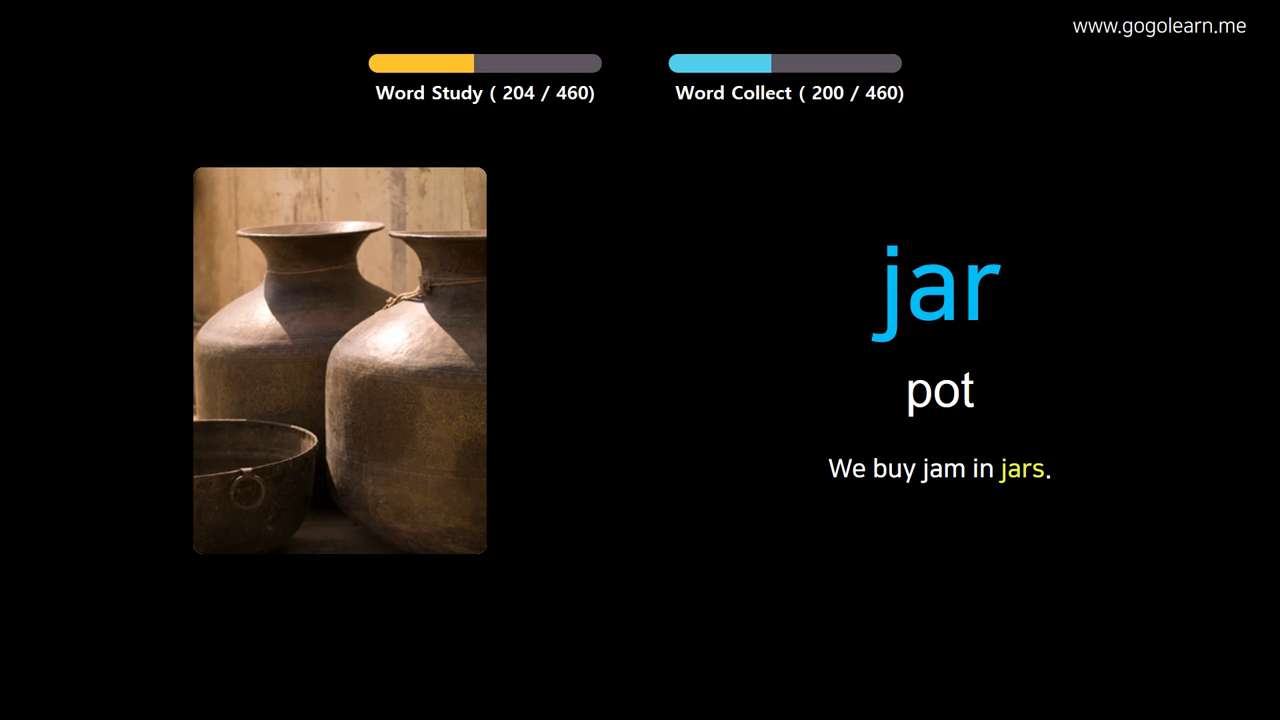 www.gogolearn.me
Word Study ( 204 / 460)
Word Collect ( 200 / 460)
jar
pot
We buy jam in jars.